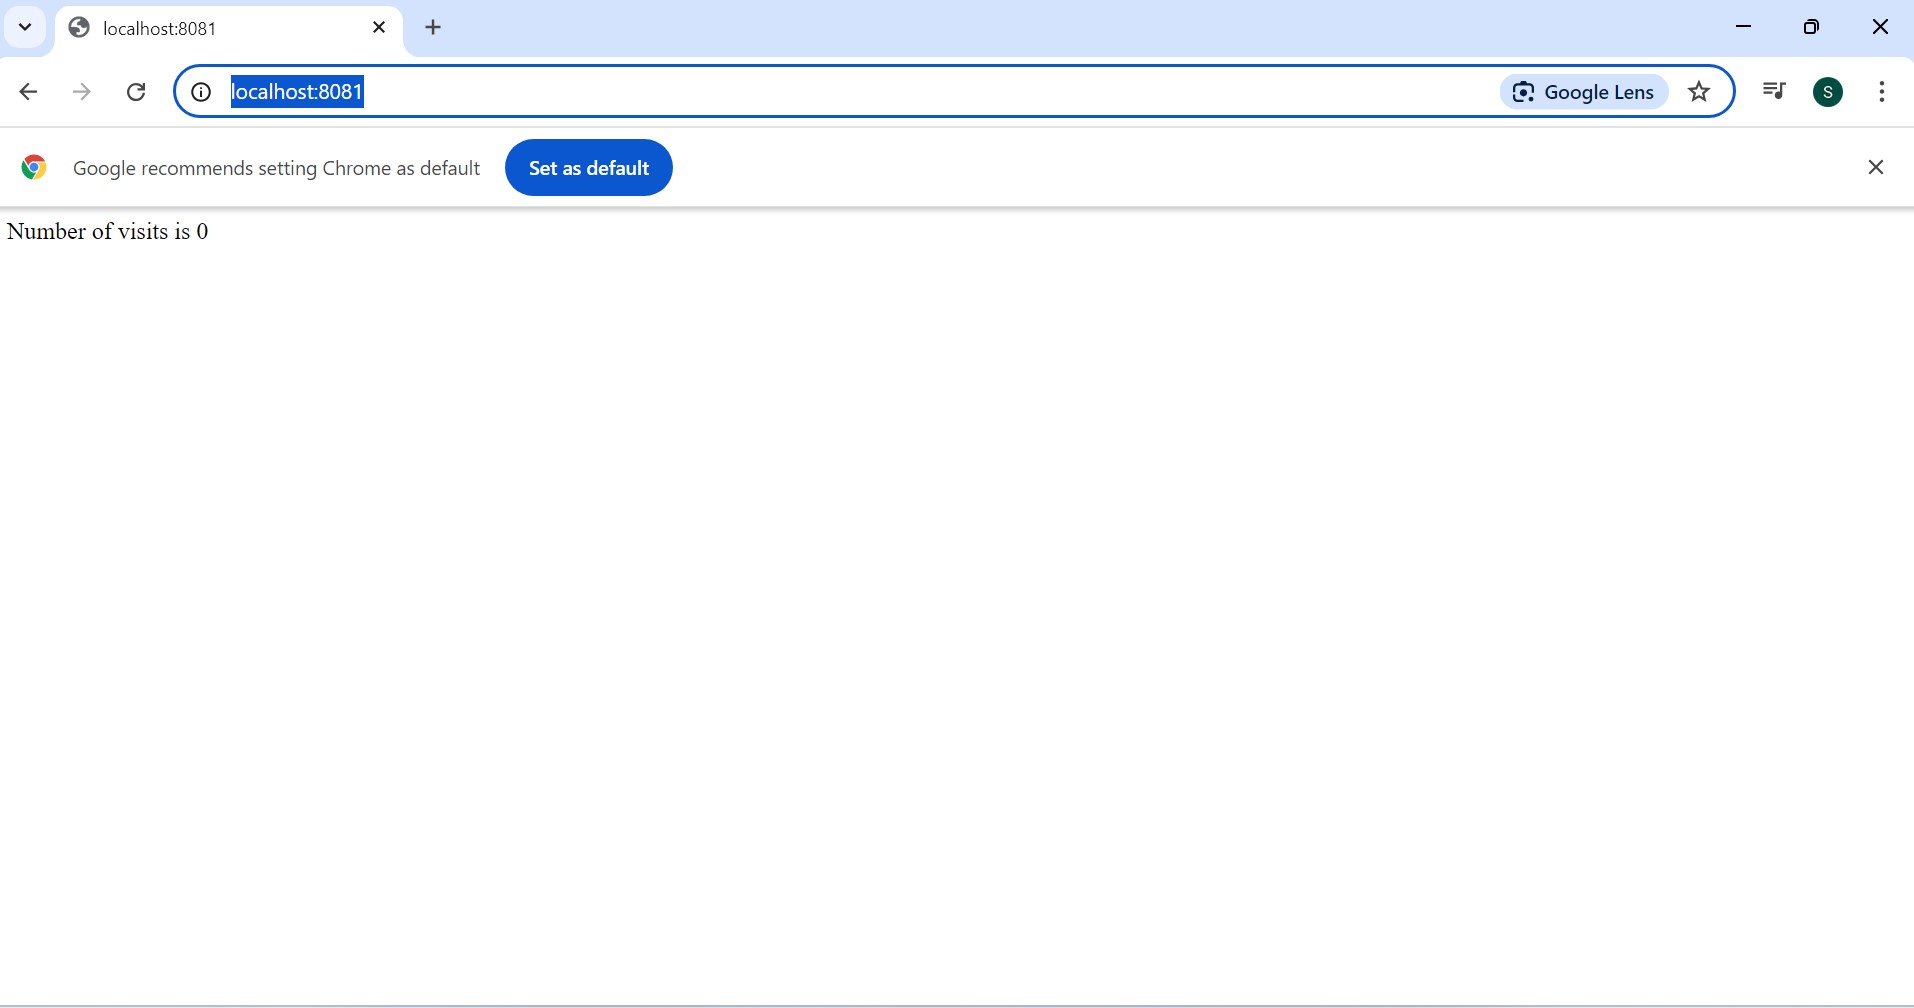 localhost:8081
localhost:8081
Google Lens
S
Google recommends setting Chrome as default
Set as default
Number of visits is 0